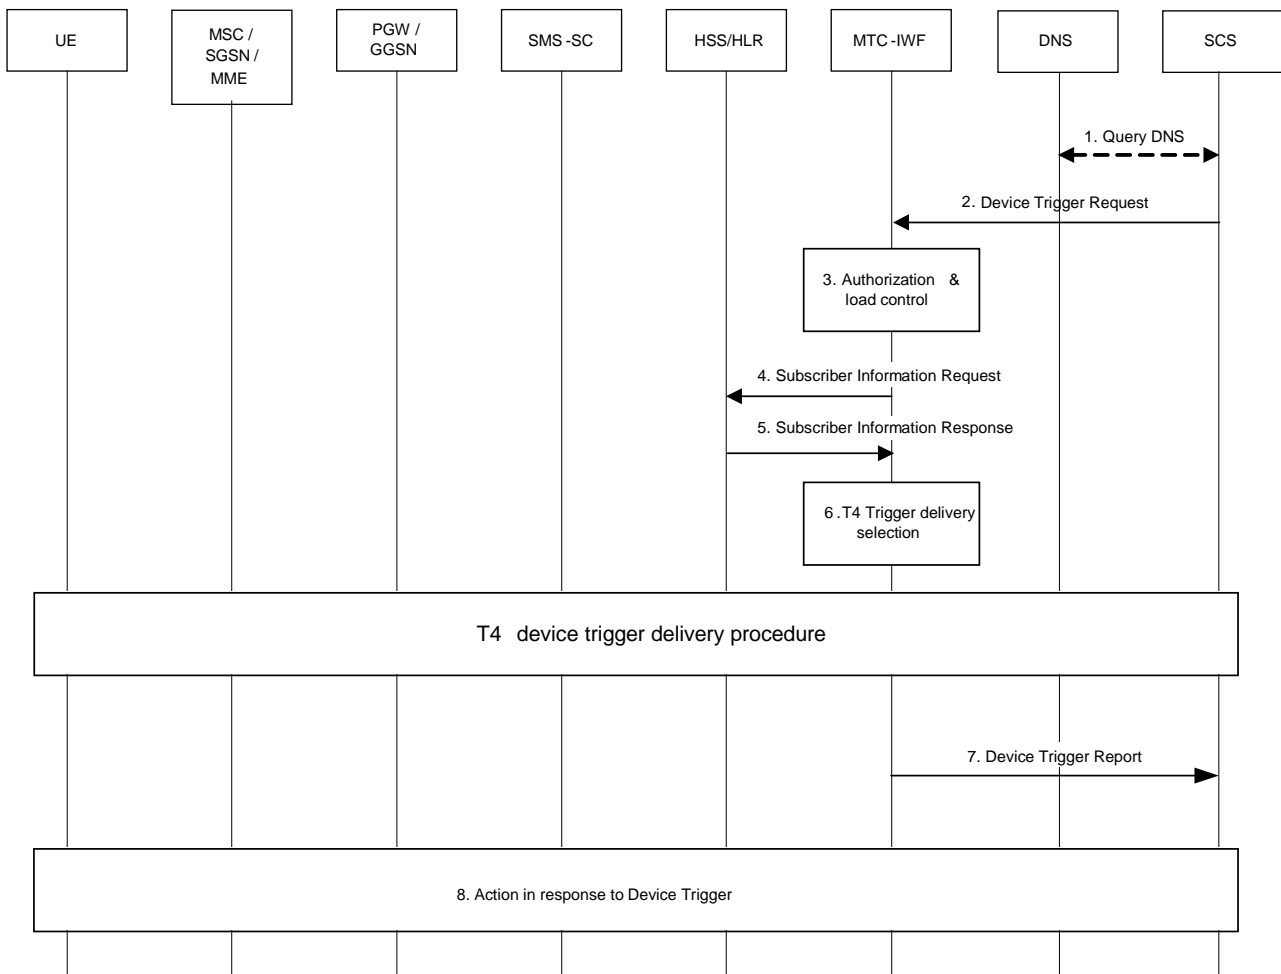 UE
MSC /
SGSN /
MME
PGW /
GGSN
SMS-SC
HSS/HLR
MTC-IWF
DNS
SCS
1. Query DNS
2. Device Trigger Request
3. Authorization &
load control
4. Subscriber Information Request
5. Subscriber Information Response
6.T4 Trigger delivery
selection
T4 device trigger delivery procedure
7. Device Trigger Report
8. Action in response to Device Trigger